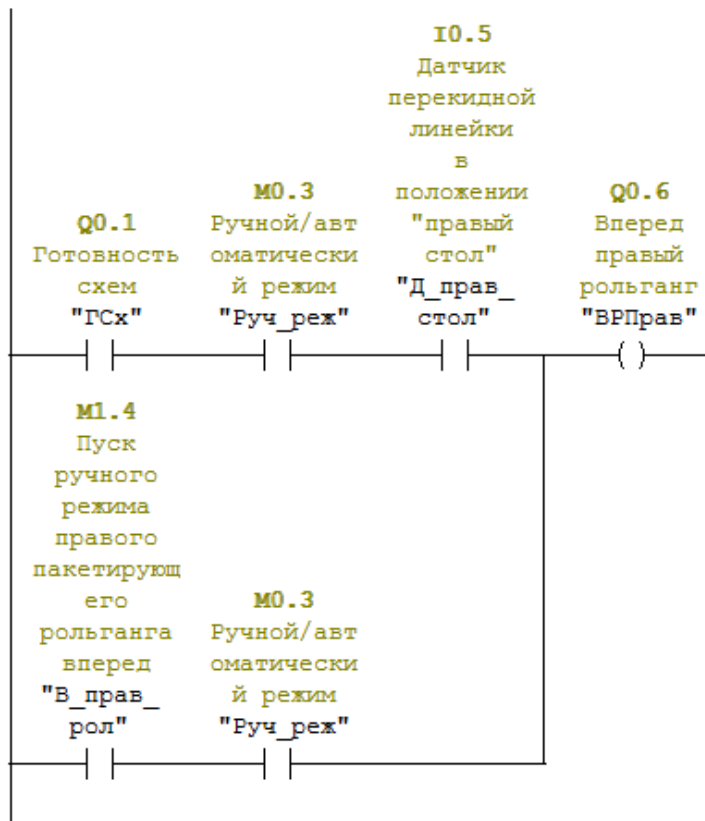 I0.5
Датчик
перекидной
линейки
в
положении
"правый
стол"
"Д_прав_
стол"
M0.3
Ручной/авт
оматически
й режим
"Руч_реж"
Q0.1
Готовность
схем
"ГСх"
Q0.6
Вперед
правый
рольганг
"ВРПрав"
M1.4
Пуск
ручного
режима
правого
пакетирующ
его
рольганга
вперед
"В_прав_
рол"
M0.3
Ручной/авт
оматически
й режим
"Руч_реж"